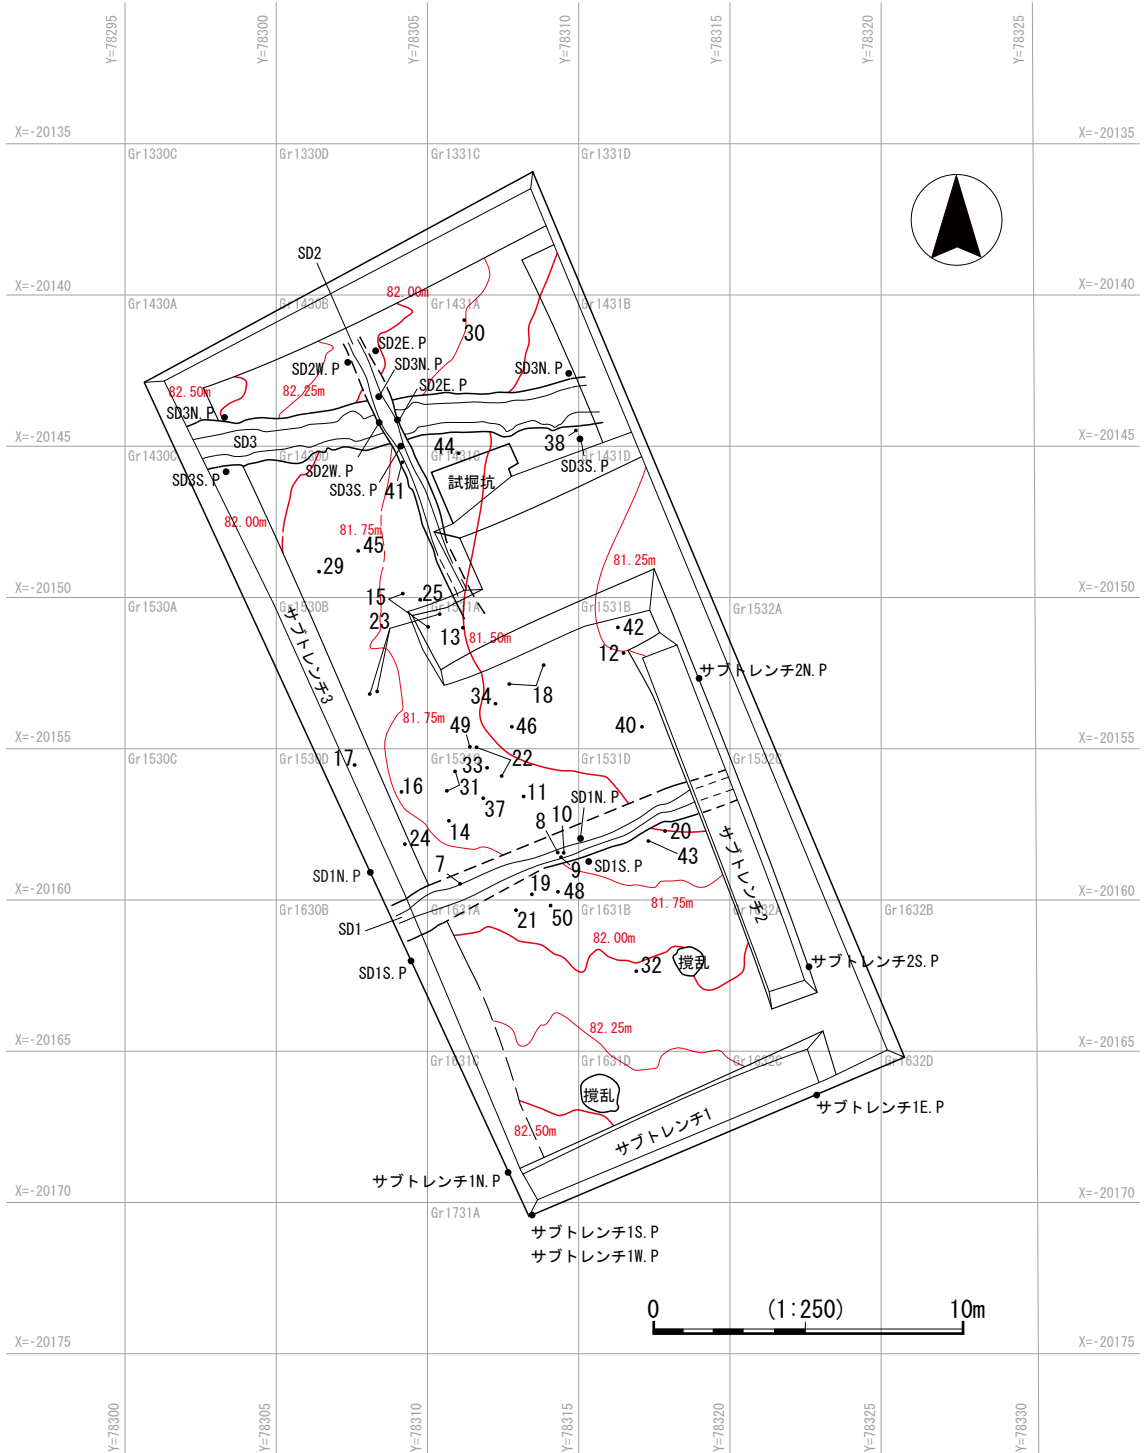 Y=78295
Y=78300
Y=78305
Y=78310
Y=78315
Y=78320
Y=78325
X=-20135
X=-20135
Gr1330C
Gr1330D
Gr1331C
Gr1331D
SD2
X=-20140
X=-20140
82.00m
Gr1430A
Gr1430B
Gr1431A
Gr1431B
30
SD2E.P
SD2W.P
SD3N.P
SD3N.P
SD2E.P
82.50m
82.25m
SD3N.P
SD3
X=-20145
X=-20145
44
38
Gr1430C
Gr1430D
Gr1431C
Gr1431D
SD2W.P
SD3S.P
SD3S.P
試掘坑
SD3S.P
41
82.00m
81.75m
45
29
81.25m
X=-20150
X=-20150
15
25
Gr1530A
Gr1530B
Gr1531A
Gr1531B
Gr1532A
23
13
81.50m
42
サブトレンチ3
12
サブトレンチ2N.P
34
18
81.75m
49
46
40
X=-20155
X=-20155
17
Gr1530C
Gr1530D
Gr1531C
Gr1531D
Gr1532C
33
22
16
31
11
SD1N.P
37
14
8
10
20
24
43
サブトレンチ2
7
9
SD1S.P
SD1N.P
19
48
X=-20160
X=-20160
81.75m
Gr1630B
Gr1631A
Gr1631B
Gr1632A
Gr1632B
21
50
SD1
82.00m
SD1S.P
32
撹乱
サブトレンチ2S.P
82.25m
X=-20165
X=-20165
Gr1631C
Gr1631D
Gr1632C
Gr1632D
撹乱
サブトレンチ1E.P
82.50m
サブトレンチ1
サブトレンチ1N.P
X=-20170
X=-20170
Gr1731A
サブトレンチ1S.P
サブトレンチ1W.P
0 (1:250) 10m
X=-20175
X=-20175
Y=78300
Y=78305
Y=78310
Y=78315
Y=78320
Y=78325
Y=78330